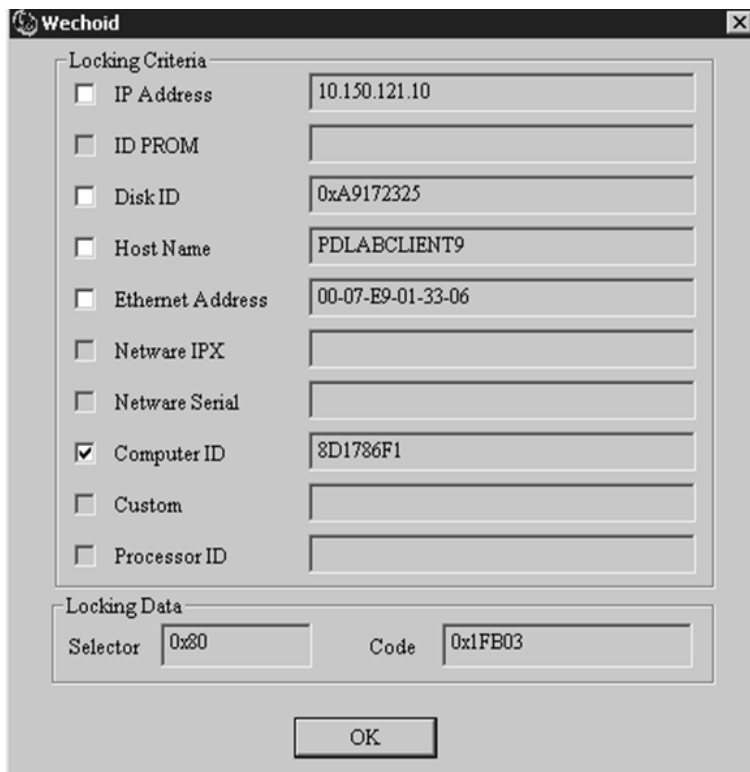 Wechoid
Locking Criteria
IP Address 10.150.121.10
ID PROM
Disk ID 0xA9172325
Host Name PDLABCLIENT9
Ethernet Address 00-07-E9-01-33-06
Netware IPX
Netware Serial
Computer ID 8D1786F1
Custom
Processor ID
Locking Data
Selector 0x80 Code 0x1FB03
OK